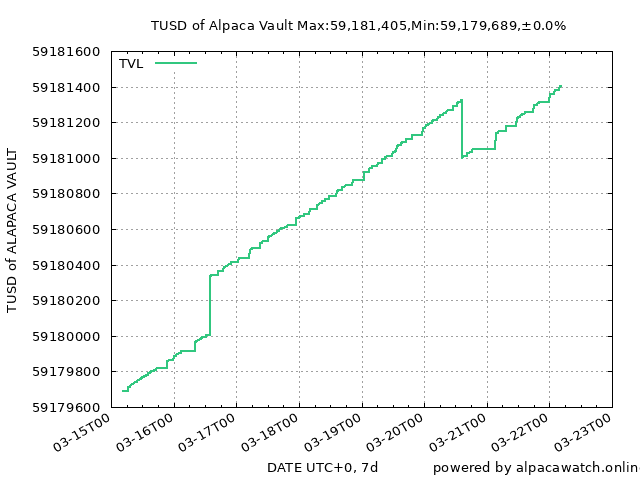 TUSD of Alpaca Vault Max:59,181,405,Min:59,179,689,±0.0%
TVL
59181600
59181400
59181200
59181000
59180800
59180600
59180400
59180200
59180000
59179800
59179600
TUSD of ALAPACA VAULT
03-15T00
03-16T00
03-17T00
03-18T00
03-19T00
03-20T00
03-21T00
03-22T00
03-23T00
DATE UTC+0, 7d
powered by alpacawatch.online